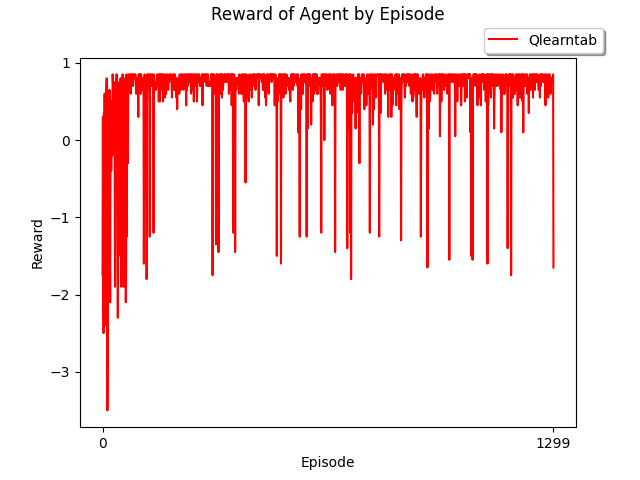 Reward of Agent by Episode
Qlearntab
1
0
−1
−2
−3
Reward
0
1299
Episode